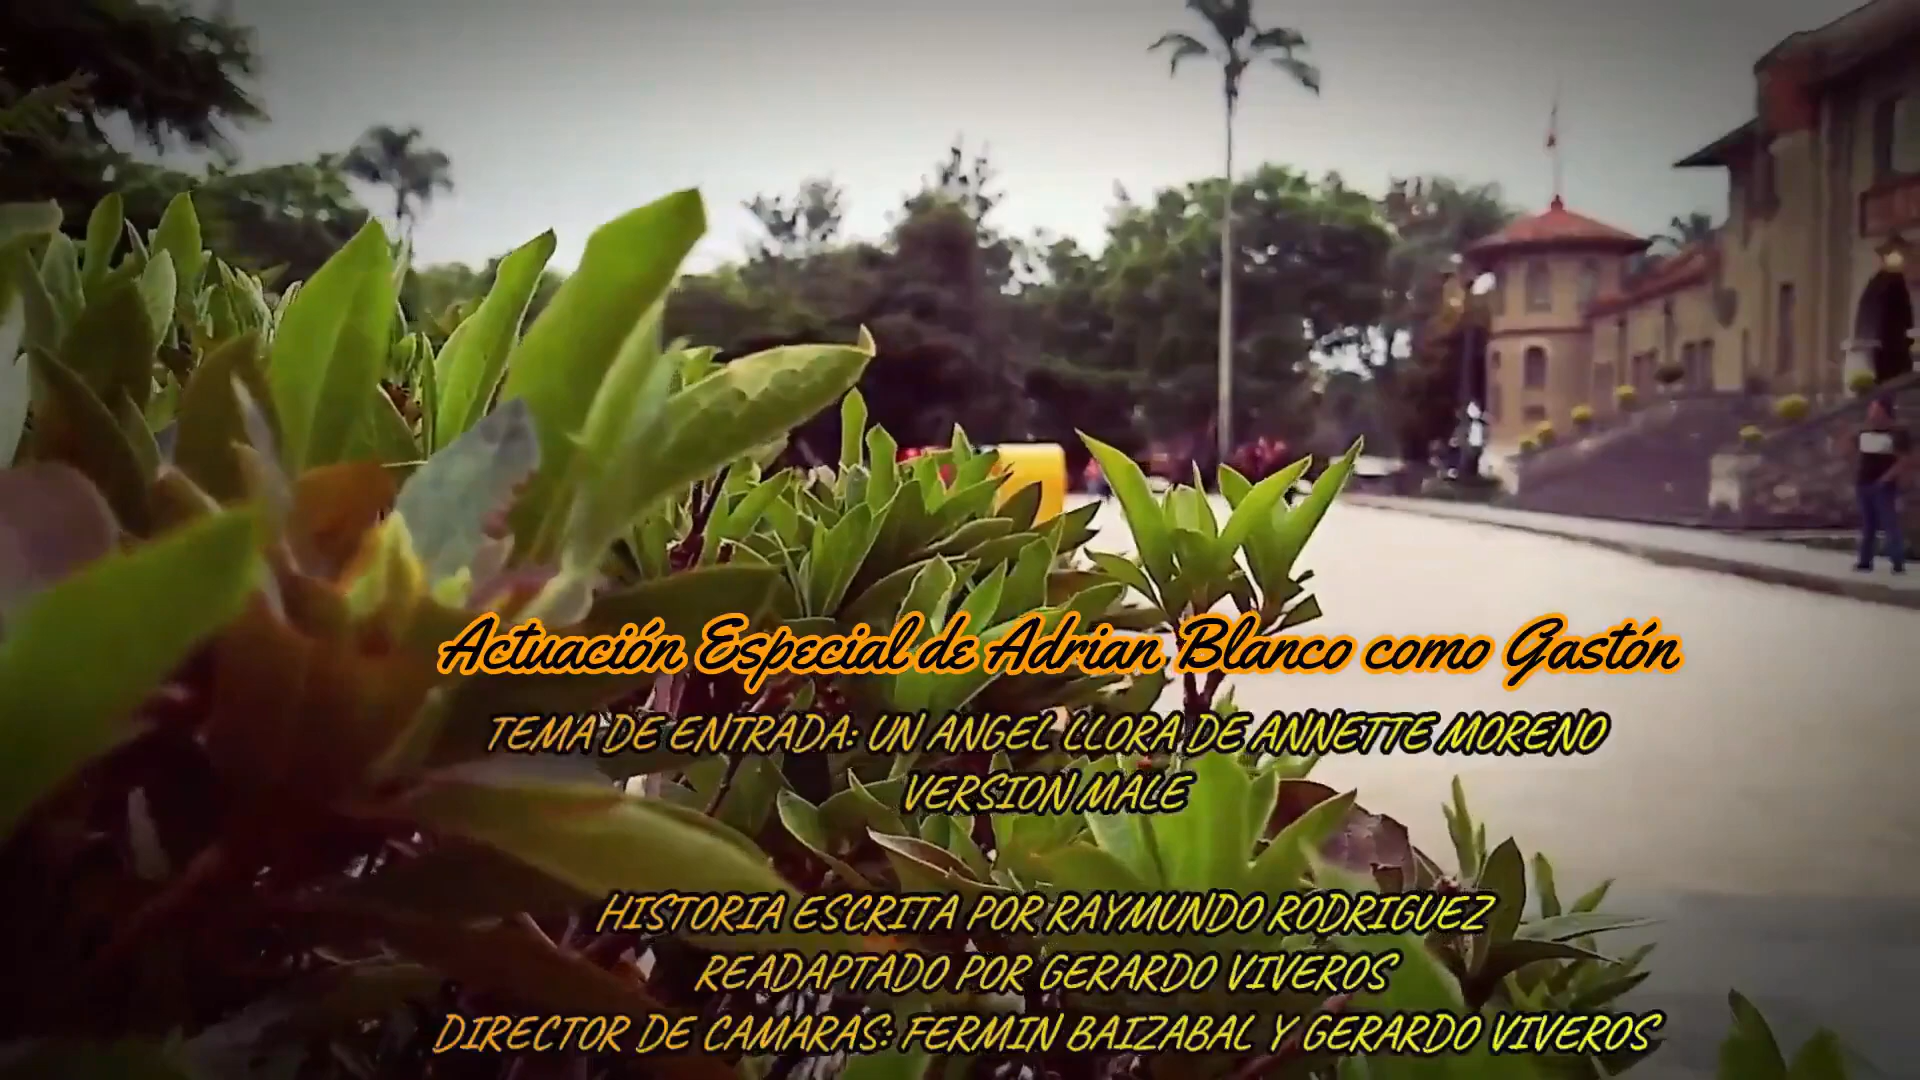 Actuación Especial de Adrian Blanco como Gastón
TEMA DE ENTRADA: UN ANGEL LLORA DE ANNETTE MORENO
VERSION MALE
HISTORIA ESCRITA POR RAYMUNDO RODRIGUEZ
READAPTADO POR GERARDO VIVEROS
DIRECTOR DE CAMARAS: FERMIN BAIZABAL Y GERARDO VIVEROS